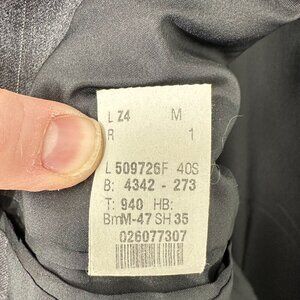 L Z4 M
R 1
L 509726F 40S
B: 4342 - 273
T: 940 HB:
BmM-47 SH 35
026077307